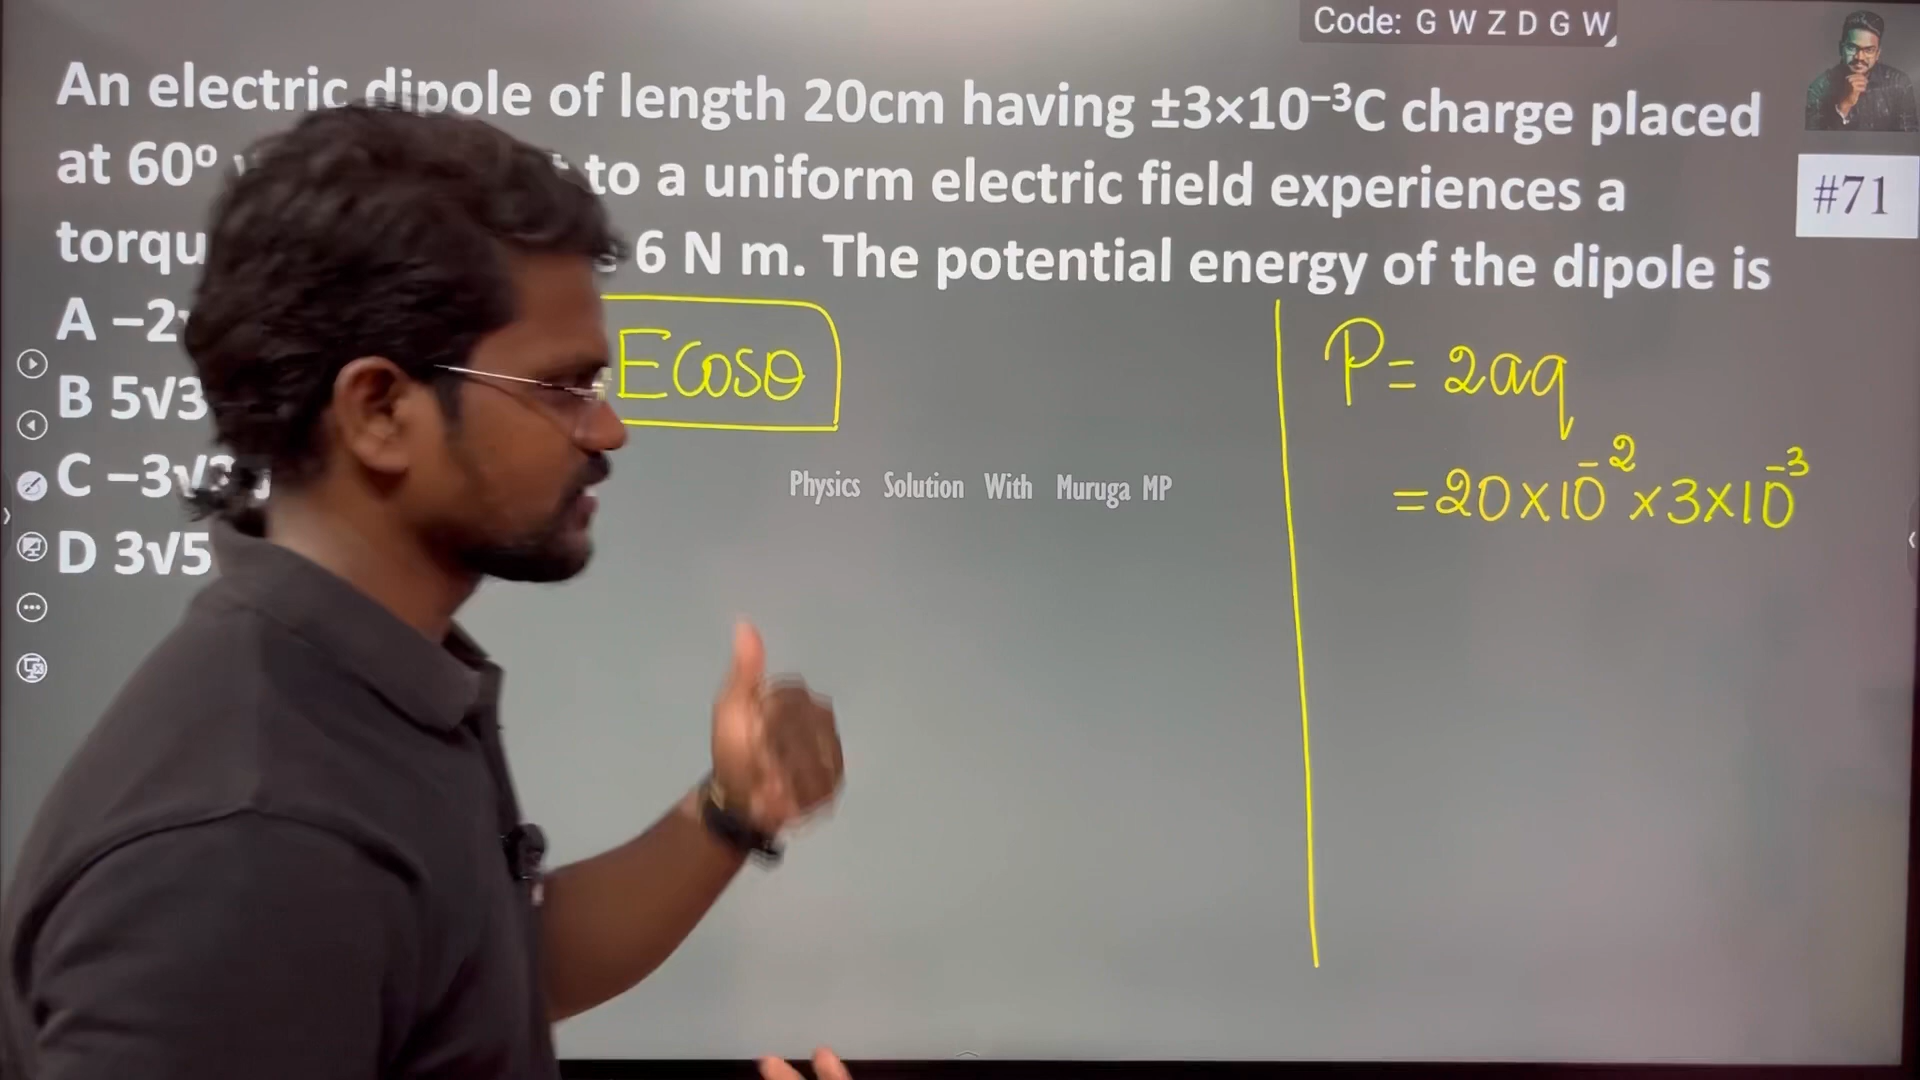 Code: G W Z D G W
An electric dipole of length 20cm having ±3×10⁻³C charge placed
at 60º to a uniform electric field experiences a
#71
6 N m. The potential energy of the dipole is
A −2
B 5√3
C −3√
D 3√5
Ecosθ
P = 2aq
= 20×10⁻²×3×10⁻³
Physics Solution With Muruga MP